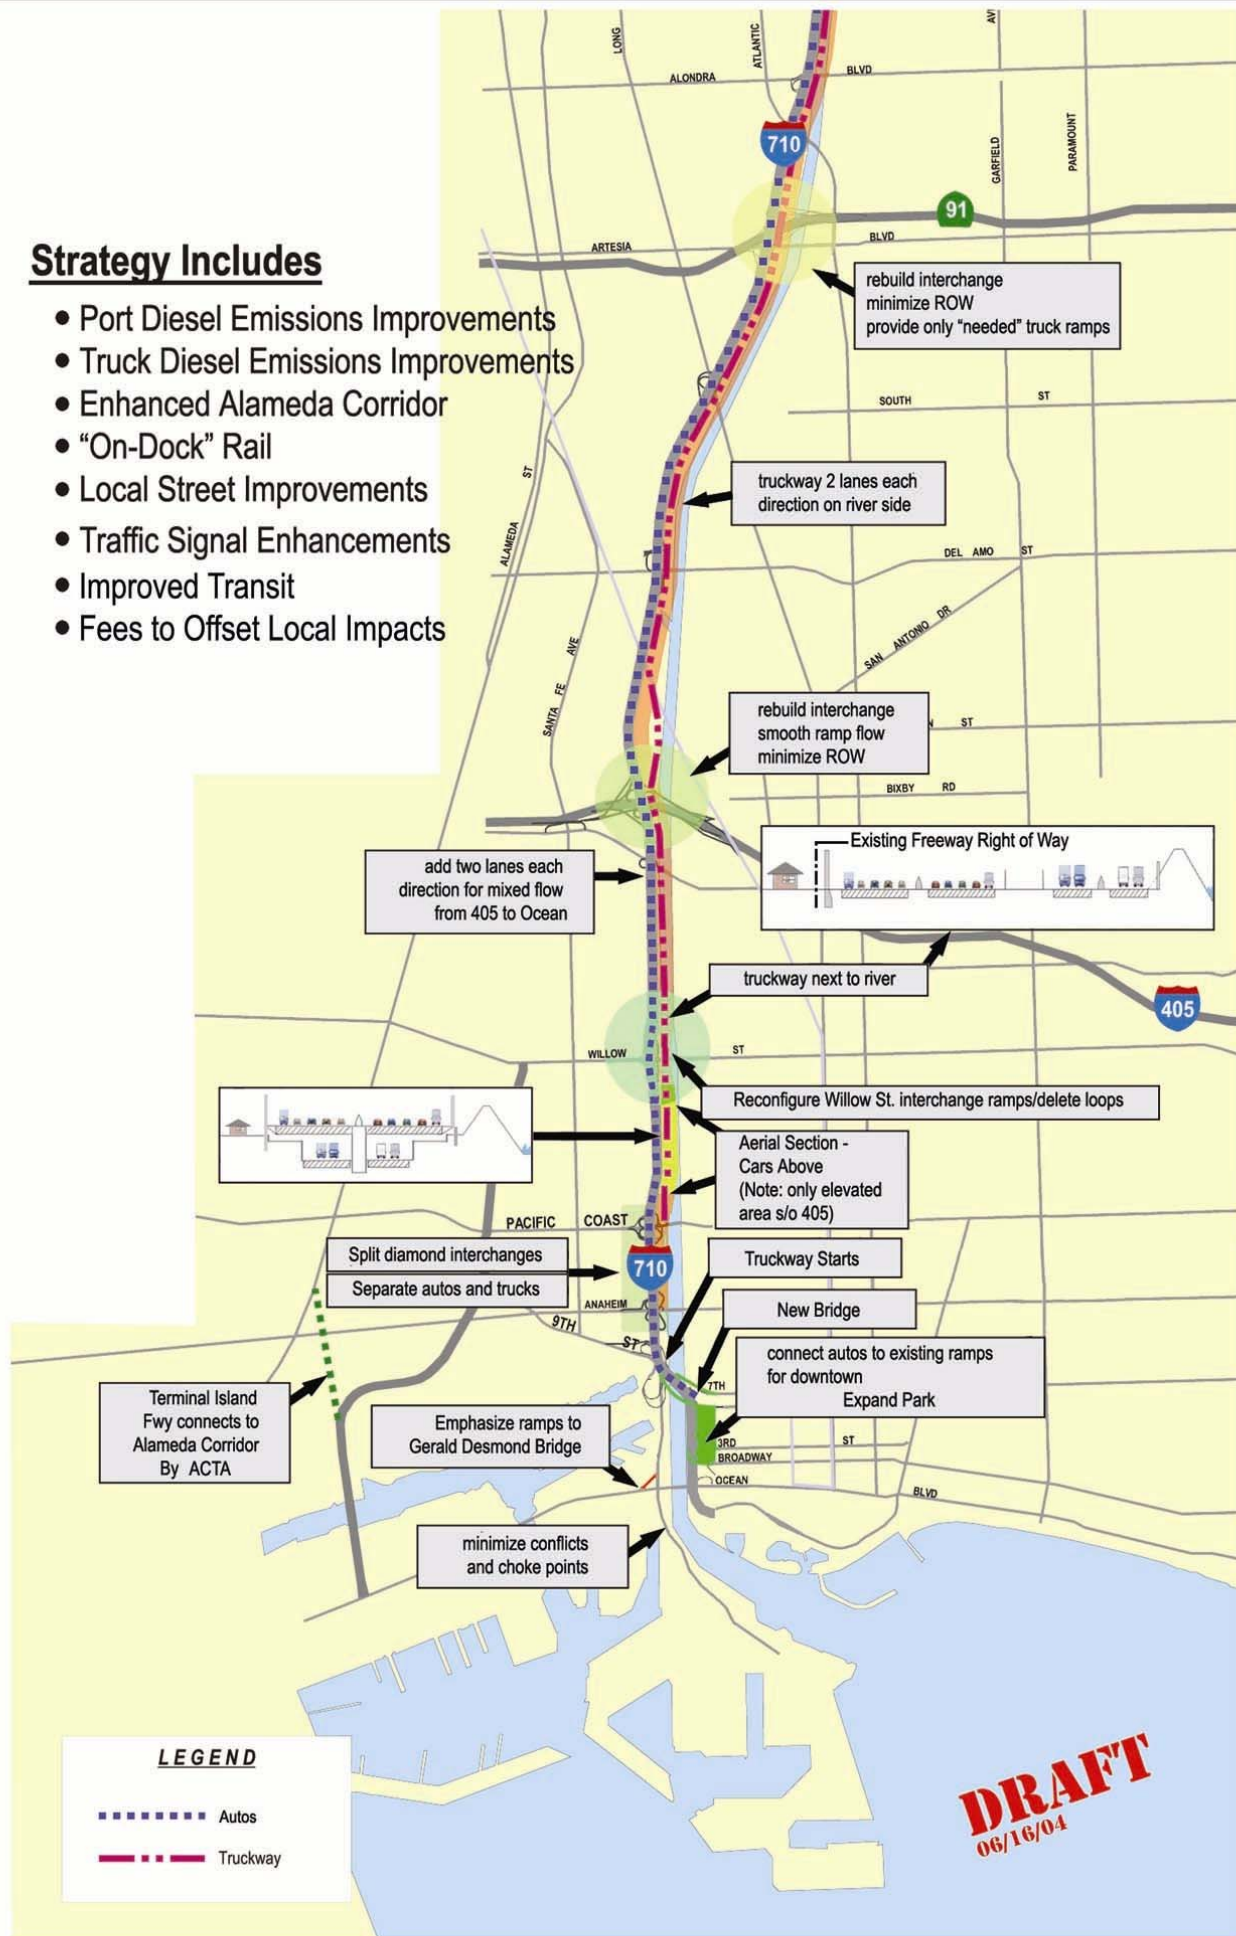 LONG
ATLANTIC
AV
ALONDRA
BLVD
710
GARFIELD
PARAMOUNT
91
ARTESIA
BLVD
Strategy Includes
• Port Diesel Emissions Improvements
• Truck Diesel Emissions Improvements
• Enhanced Alameda Corridor
• “On-Dock” Rail
• Local Street Improvements
• Traffic Signal Enhancements
• Improved Transit
• Fees to Offset Local Impacts
rebuild interchange
minimize ROW
provide only “needed” truck ramps
SOUTH ST
ALAMEDA ST
truckway 2 lanes each
direction on river side
DEL AMO ST
SAN ANTONIO DR
SANTA FE AVE
rebuild interchange
smooth ramp flow
minimize ROW
N ST
BIXBY RD
Existing Freeway Right of Way
add two lanes each
direction for mixed flow
from 405 to Ocean
truckway next to river
405
WILLOW ST
Reconfigure Willow St. interchange ramps/delete loops
Aerial Section -
Cars Above
(Note: only elevated
area s/o 405)
PACIFIC COAST
Split diamond interchanges
Separate autos and trucks
710
Truckway Starts
ANAHEIM
New Bridge
9TH ST
connect autos to existing ramps
for downtown
Expand Park
7TH
Terminal Island
Fwy connects to
Alameda Corridor
By ACTA
Emphasize ramps to
Gerald Desmond Bridge
3RD ST
BROADWAY
OCEAN BLVD
minimize conflicts
and choke points
LEGEND
Autos
Truckway
DRAFT
06/16/04